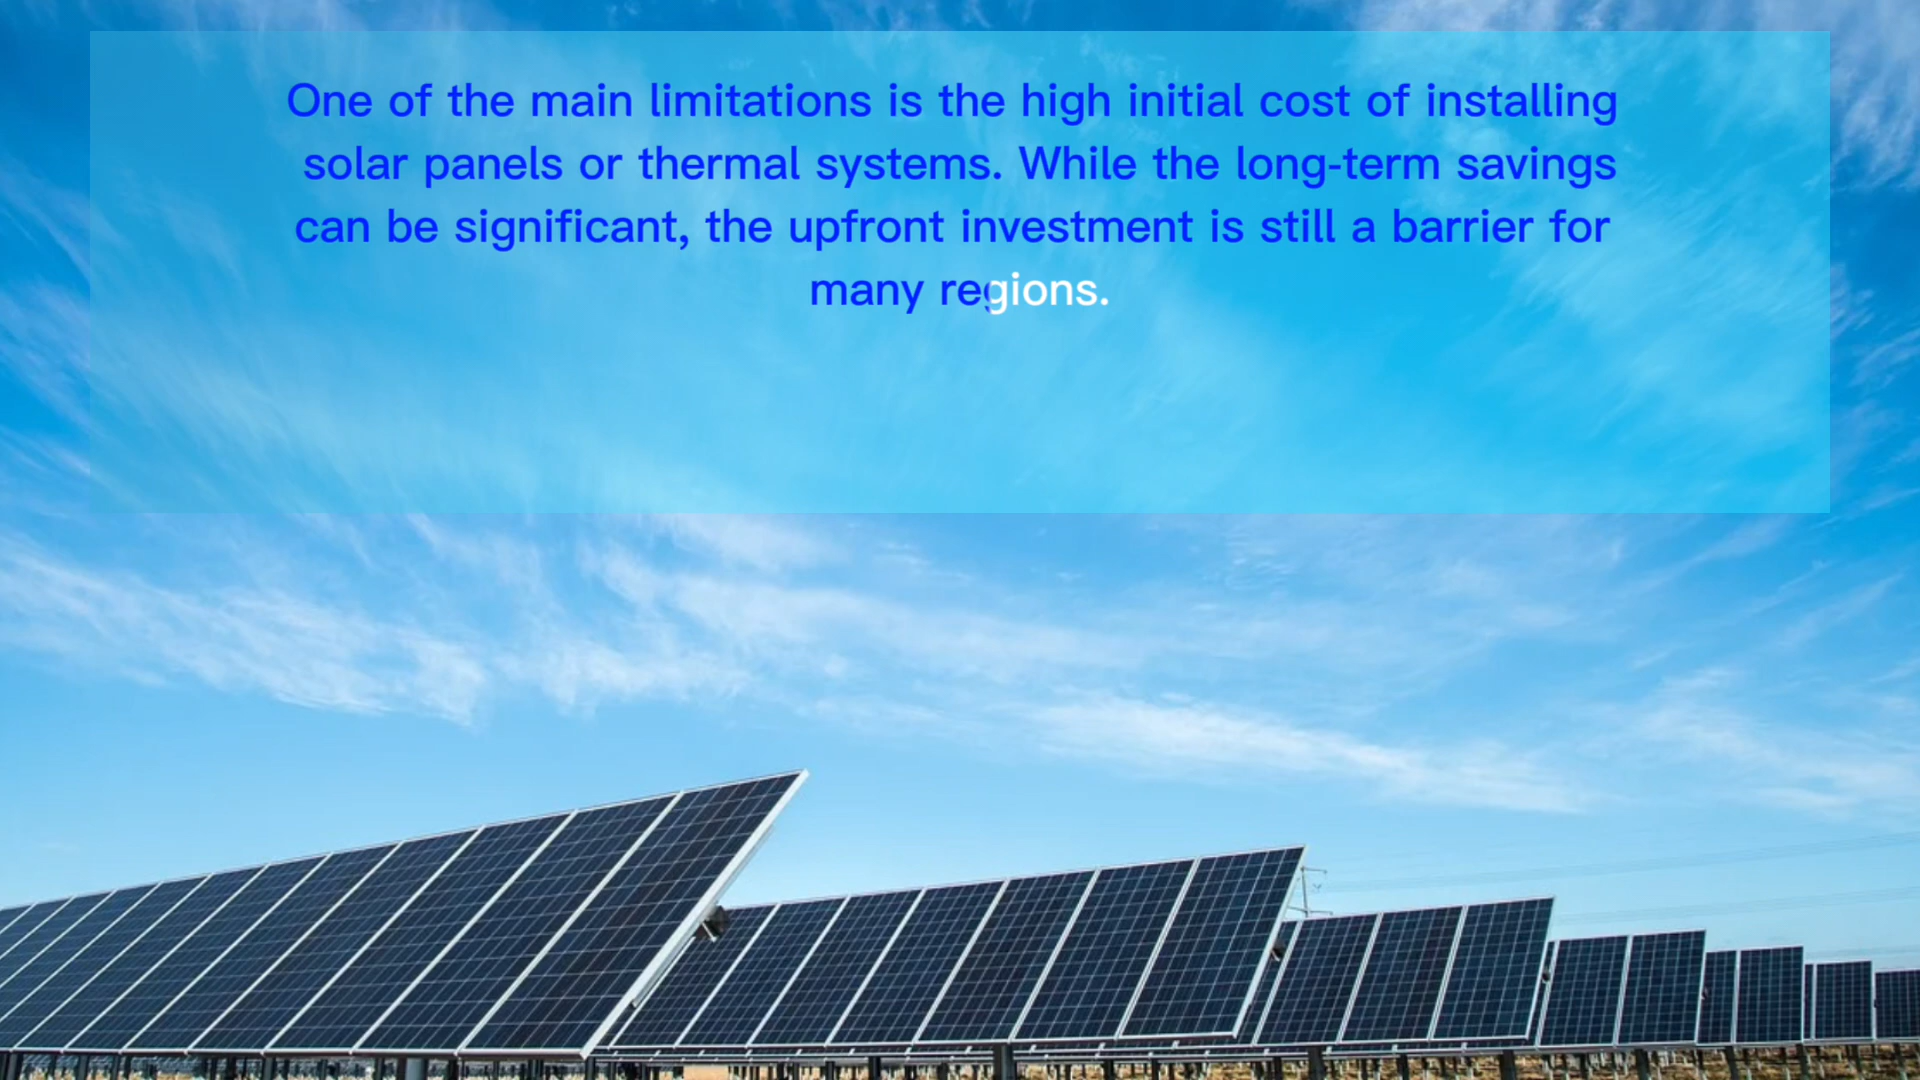 One of the main limitations is the high initial cost of installing
solar panels or thermal systems. While the long-term savings
can be significant, the upfront investment is still a barrier for
many regions.